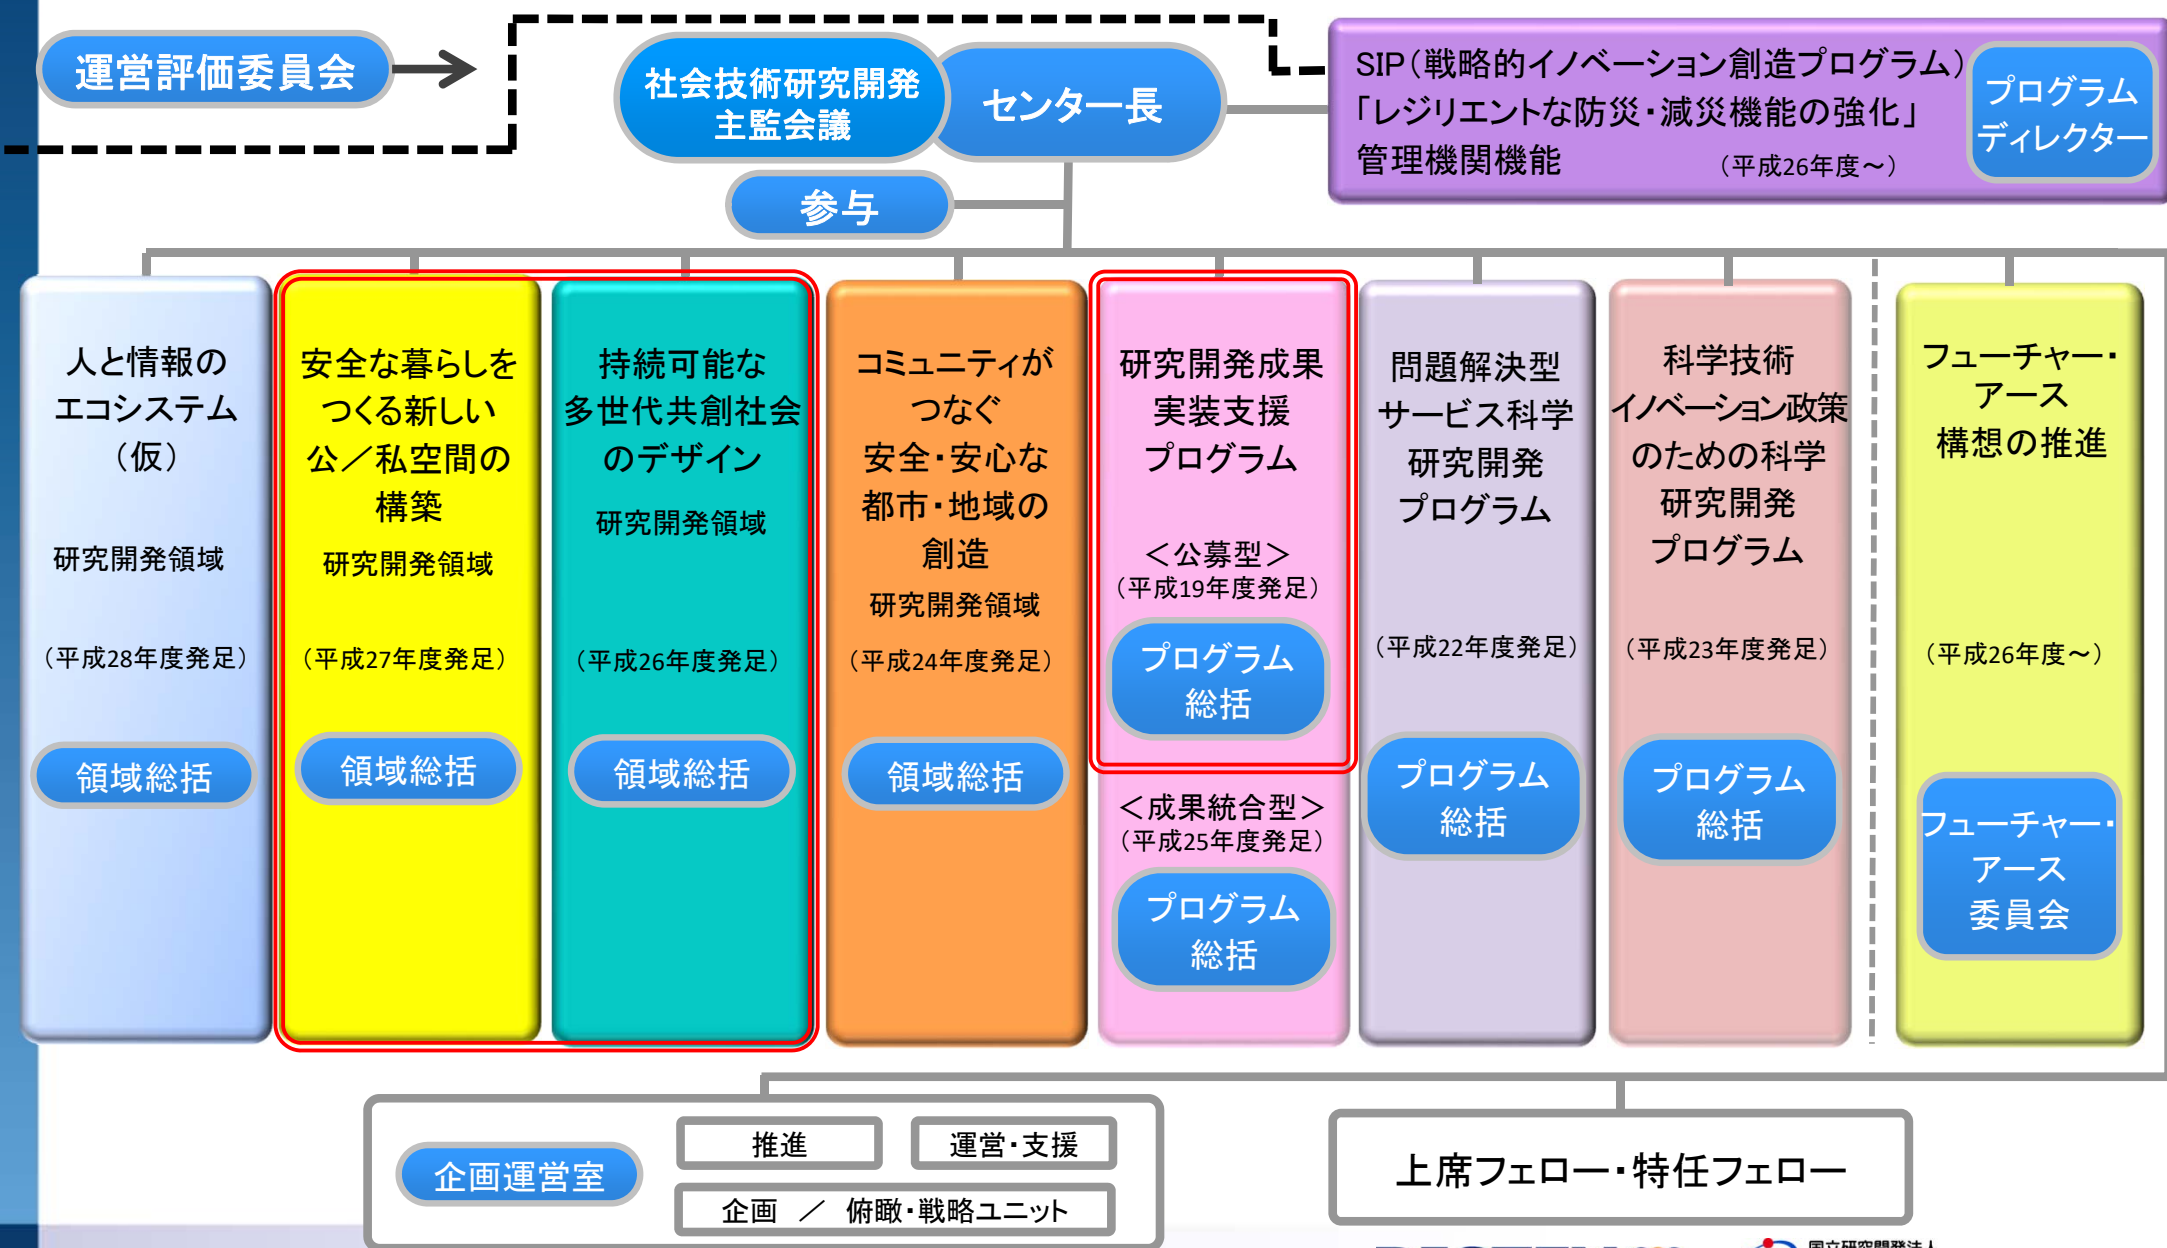 運営評価委員会
社会技術研究開発
主監会議
センター長
参与
SIP（戦略的イノベーション創造プログラム）
「レジリエントな防災・減災機能の強化」
管理機関機能　（平成26年度～）
プログラム
ディレクター
人と情報の
エコシステム
（仮）
研究開発領域
（平成28年度発足）
領域総括
安全な暮らしを
つくる新しい
公／私空間の
構築
研究開発領域
（平成27年度発足）
領域総括
持続可能な
多世代共創社会
のデザイン
研究開発領域
（平成26年度発足）
領域総括
コミュニティが
つなぐ
安全・安心な
都市・地域の
創造
研究開発領域
（平成24年度発足）
領域総括
研究開発成果
実装支援
プログラム
＜公募型＞
（平成19年度発足）
プログラム
総括
＜成果統合型＞
（平成25年度発足）
プログラム
総括
問題解決型
サービス科学
研究開発
プログラム
（平成22年度発足）
プログラム
総括
科学技術
イノベーション政策
のための科学
研究開発
プログラム
（平成23年度発足）
プログラム
総括
フューチャー・
アース
構想の推進
（平成26年度～）
フューチャー・
アース
委員会
企画運営室
推進
運営・支援
企画　／　俯瞰・戦略ユニット
上席フェロー・特任フェロー
国立研究開発法人